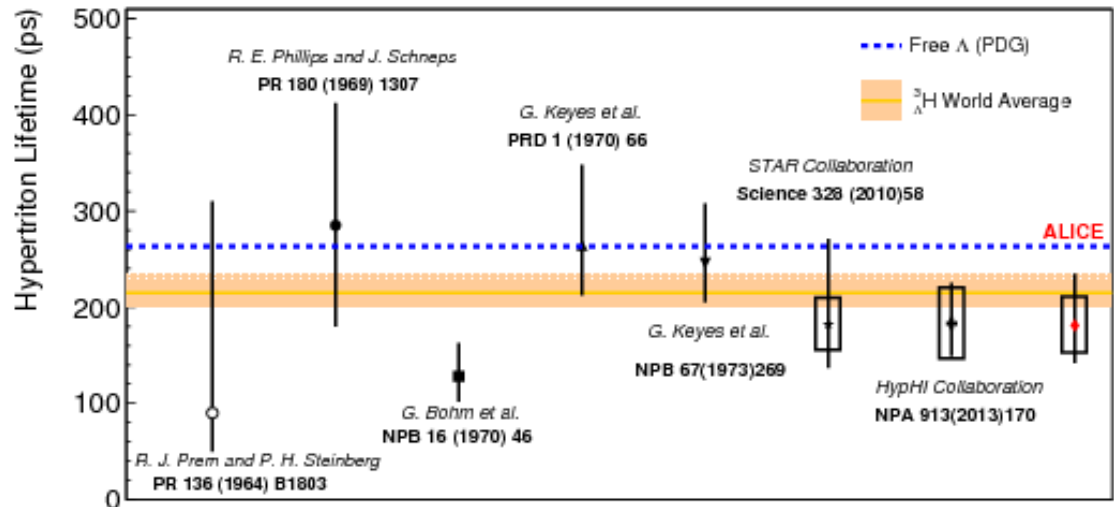 Hypertriton Lifetime (ps)
500
400
300
200
100
0
R. E. Phillips and J. Schneps
PR 180 (1969) 1307
Free Λ (PDG)
³ΛH World Average
G. Keyes et al.
PRD 1 (1970) 66
STAR Collaboration
Science 328 (2010)58
ALICE
G. Keyes et al.
NPB 67(1973)269
HypHI Collaboration
NPA 913(2013)170
G. Bohm et al.
NPB 16 (1970) 46
R. J. Prem and P. H. Steinberg
PR 136 (1964) B1803